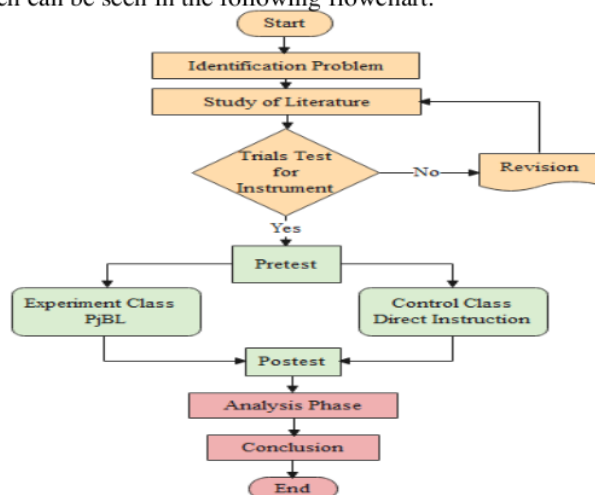 can be seen in the following flowchart.
Start
Identification Problem
Study of Literature
Trials Test
for
Instrument
No
Revision
Yes
Pretest
Experiment Class
PjBL
Control Class
Direct Instruction
Postest
Analysis Phase
Conclusion
End